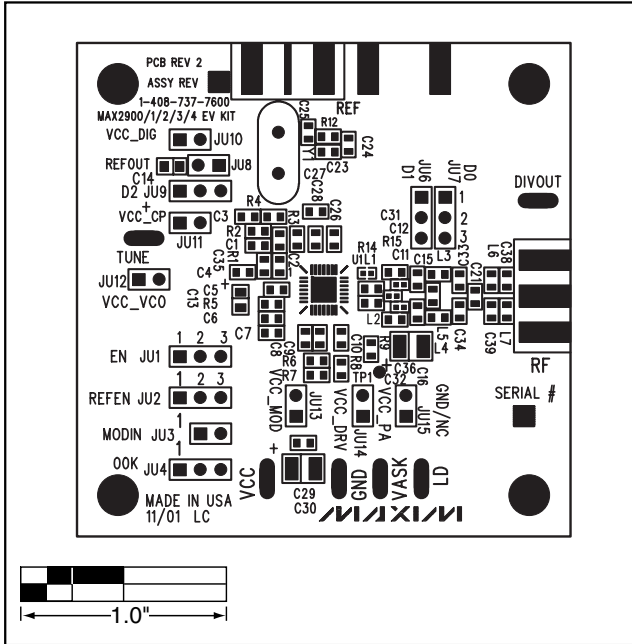 PCB REV 2
ASSY REV
1-408-737-7600
MAX2900/1/2/3/4 EV KIT
REF
VCC_DIG
JU10
C25
R12
Y1
C23
C24
REFOUT
JU8
C14
C27
D2 JU9
C28
D1
JU6
JU7
D0
1
2
3
DIVOUT
+
VCC_CP
JU11
C3
R4
R2
C1
R3
C26
C31
C12
R15
L3
TUNE
C35
R1
C2
R14
U1
L1
C11
C15
C33
L6
C38
JU12
VCC_VCO
C4
+
C13
C5
R5
C6
C7
C21
L2
L5
L4
C34
C39
L7
RF
1 2 3
EN JU1
C8
C9
C10
R6
R7
R8
R9
+
C36
C32
C16
1 2 3
REFEN JU2
VCC_MOD
JU13
VCC_DRV
TP1
JU14
VCC_PA
JU15
GND/NC
SERIAL #
1
MODIN JU3
1
OOK JU4
VCC
+
C29
C30
GND
VASK
LD
MADE IN USA
11/01 LC
MAXIM
1.0"